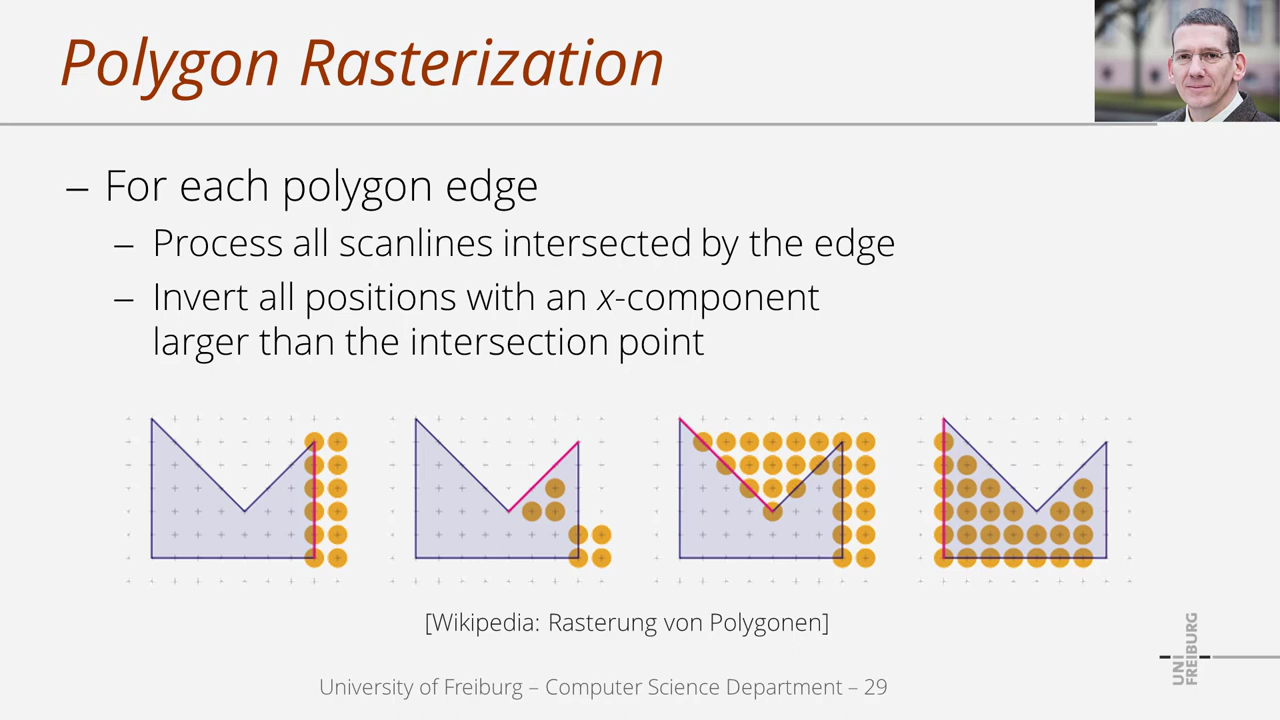 Polygon Rasterization
– For each polygon edge
– Process all scanlines intersected by the edge
– Invert all positions with an x-component
larger than the intersection point
[Wikipedia: Rasterung von Polygonen]
University of Freiburg – Computer Science Department – 29
UNI
FREIBURG